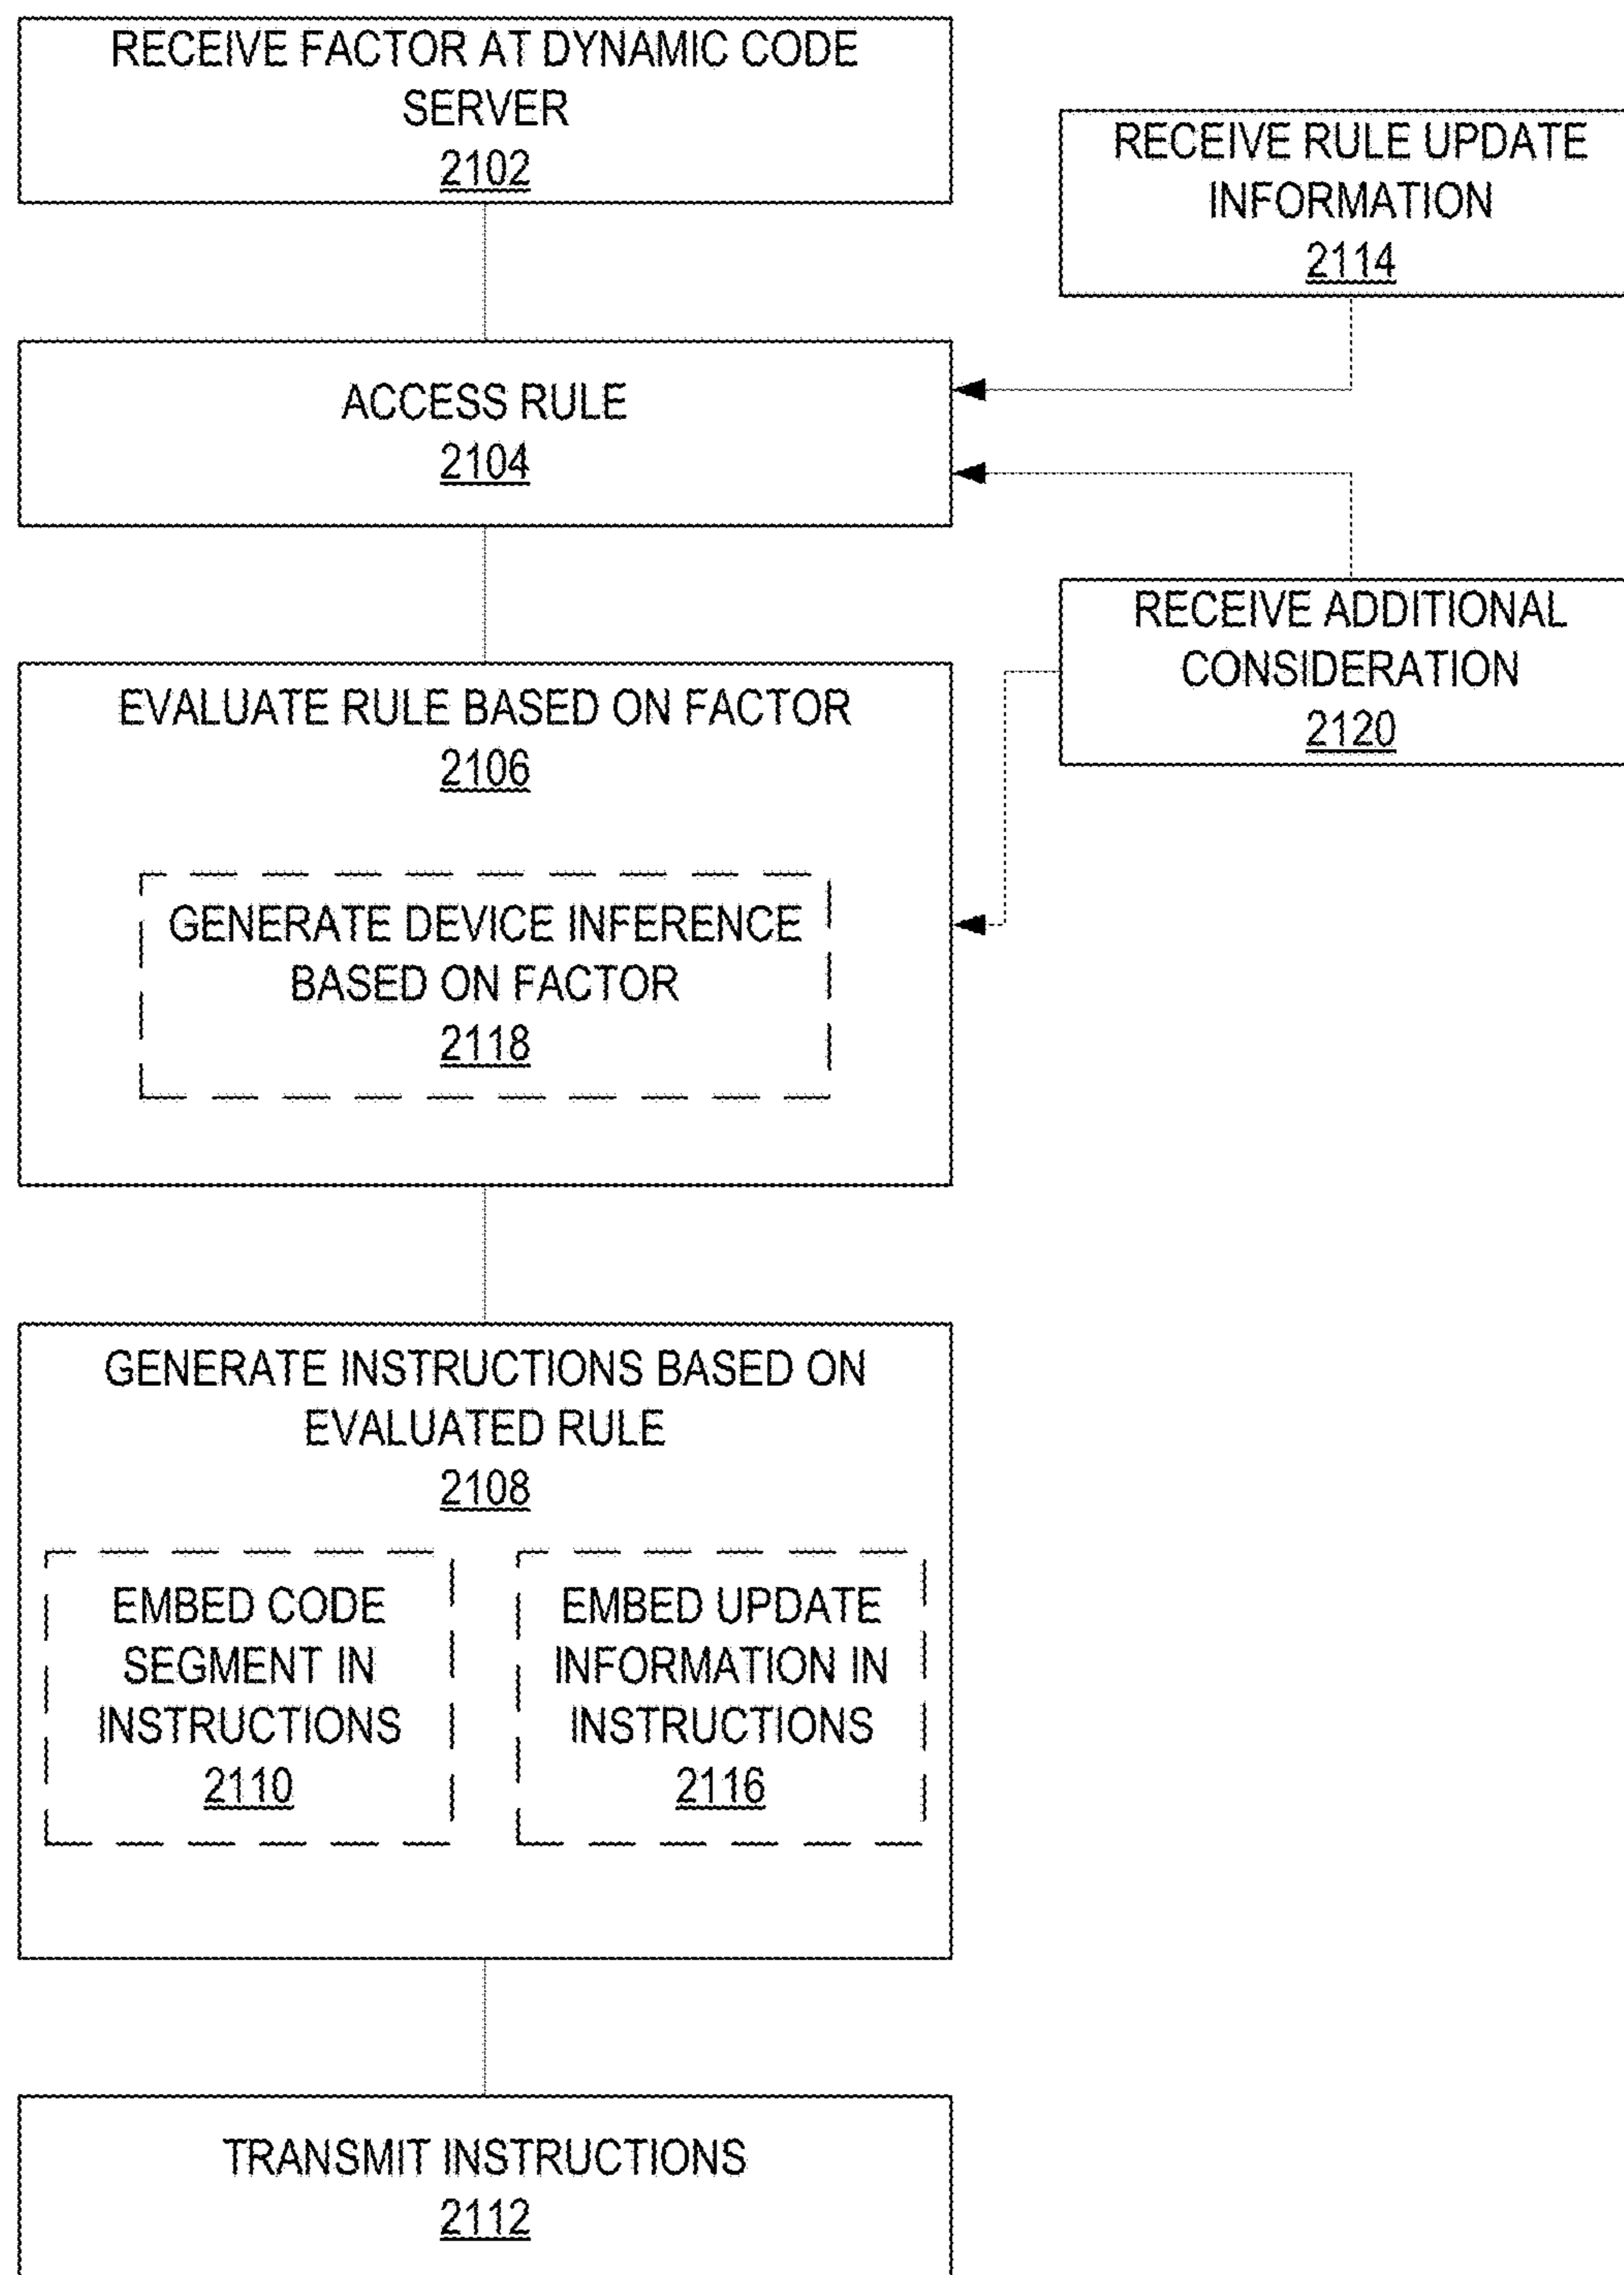 RECEIVE FACTOR AT DYNAMIC CODE
SERVER
2102
RECEIVE RULE UPDATE
INFORMATION
2114
ACCESS RULE
2104
RECEIVE ADDITIONAL
CONSIDERATION
2120
EVALUATE RULE BASED ON FACTOR
2106
GENERATE DEVICE INFERENCE
BASED ON FACTOR
2118
GENERATE INSTRUCTIONS BASED ON
EVALUATED RULE
2108
EMBED CODE
SEGMENT IN
INSTRUCTIONS
2110
EMBED UPDATE
INFORMATION IN
INSTRUCTIONS
2116
TRANSMIT INSTRUCTIONS
2112